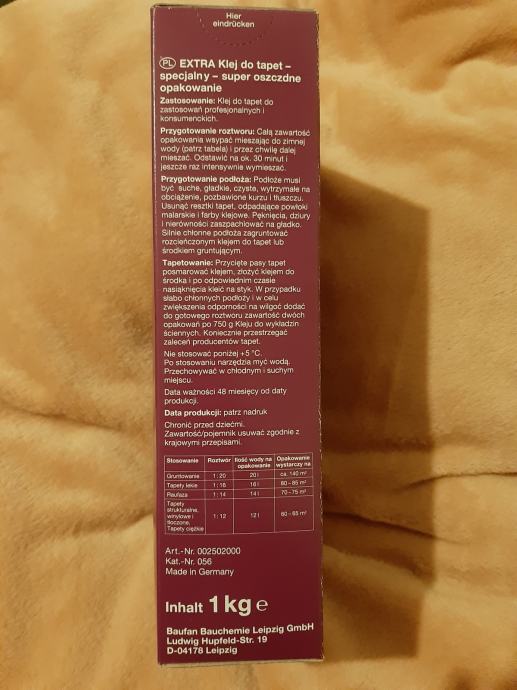 Hier
eindrücken
PL EXTRA Klej do tapet –
specjalny – super oszczdne
opakowanie
Zastosowanie: Klej do tapet do
zastosowań profesjonalnych i
konsumenckich.
Przygotowanie roztworu: Całą zawartość
opakowania wsypać mieszając do zimnej
wody (patrz tabela) i przez chwilę dalej
mieszać. Odstawić na ok. 30 minut i
jeszcze raz intensywnie wymieszać.
Przygotowanie podłoża: Podłoże musi
być suche, gładkie, czyste, wytrzymałe na
obciążenie, pozbawione kurzu i tłuszczu.
Usunąć resztki tapet, odpadające powłoki
malarskie i farby klejowe. Pęknięcia, dziury
i nierówności zaszpachlować na gładko.
Silnie chłonne podłoża zagruntować
rozcieńczonym klejem do tapet lub
środkiem gruntującym.
Tapetowanie: Przycięte pasy tapet
posmarować klejem, złożyć klejem do
środka i po odpowiednim czasie
nasiąknięcia kleić na styk. W przypadku
słabo chłonnych podłoży i w celu
zwiększenia odporności na wilgoć dodać
do gotowego roztworu zawartość dwóch
opakowań po 750 g Kleju do wykładzin
ściennych. Koniecznie przestrzegać
zaleceń producentów tapet.
Nie stosować poniżej +5 °C.
Po stosowaniu narzędzia myć wodą.
Przechowywać w chłodnym i suchym
miejscu.
Data ważności 48 miesięcy od daty
produkcji.
Data produkcji: patrz nadruk
Chronić przed dziećmi.
Zawartość/pojemnik usuwać zgodnie z
krajowymi przepisami.
Stosowanie Roztwór Ilość wody na opakowanie Opakowanie wystarczy na
Gruntowanie 1:20 20 l ca. 140 m²
Tapety lekie 1:16 16 l 80–85 m²
Raufaza 1:14 14 l 70–75 m²
Tapety
strukturalne,
winylowe i
tłoczone,
Tapety ciężkie 1:12 12 l 60–65 m²
Art.-Nr. 002502000
Kat.-Nr. 056
Made in Germany
Inhalt 1 kg e
Baufan Bauchemie Leipzig GmbH
Ludwig Hupfeld-Str. 19
D-04178 Leipzig